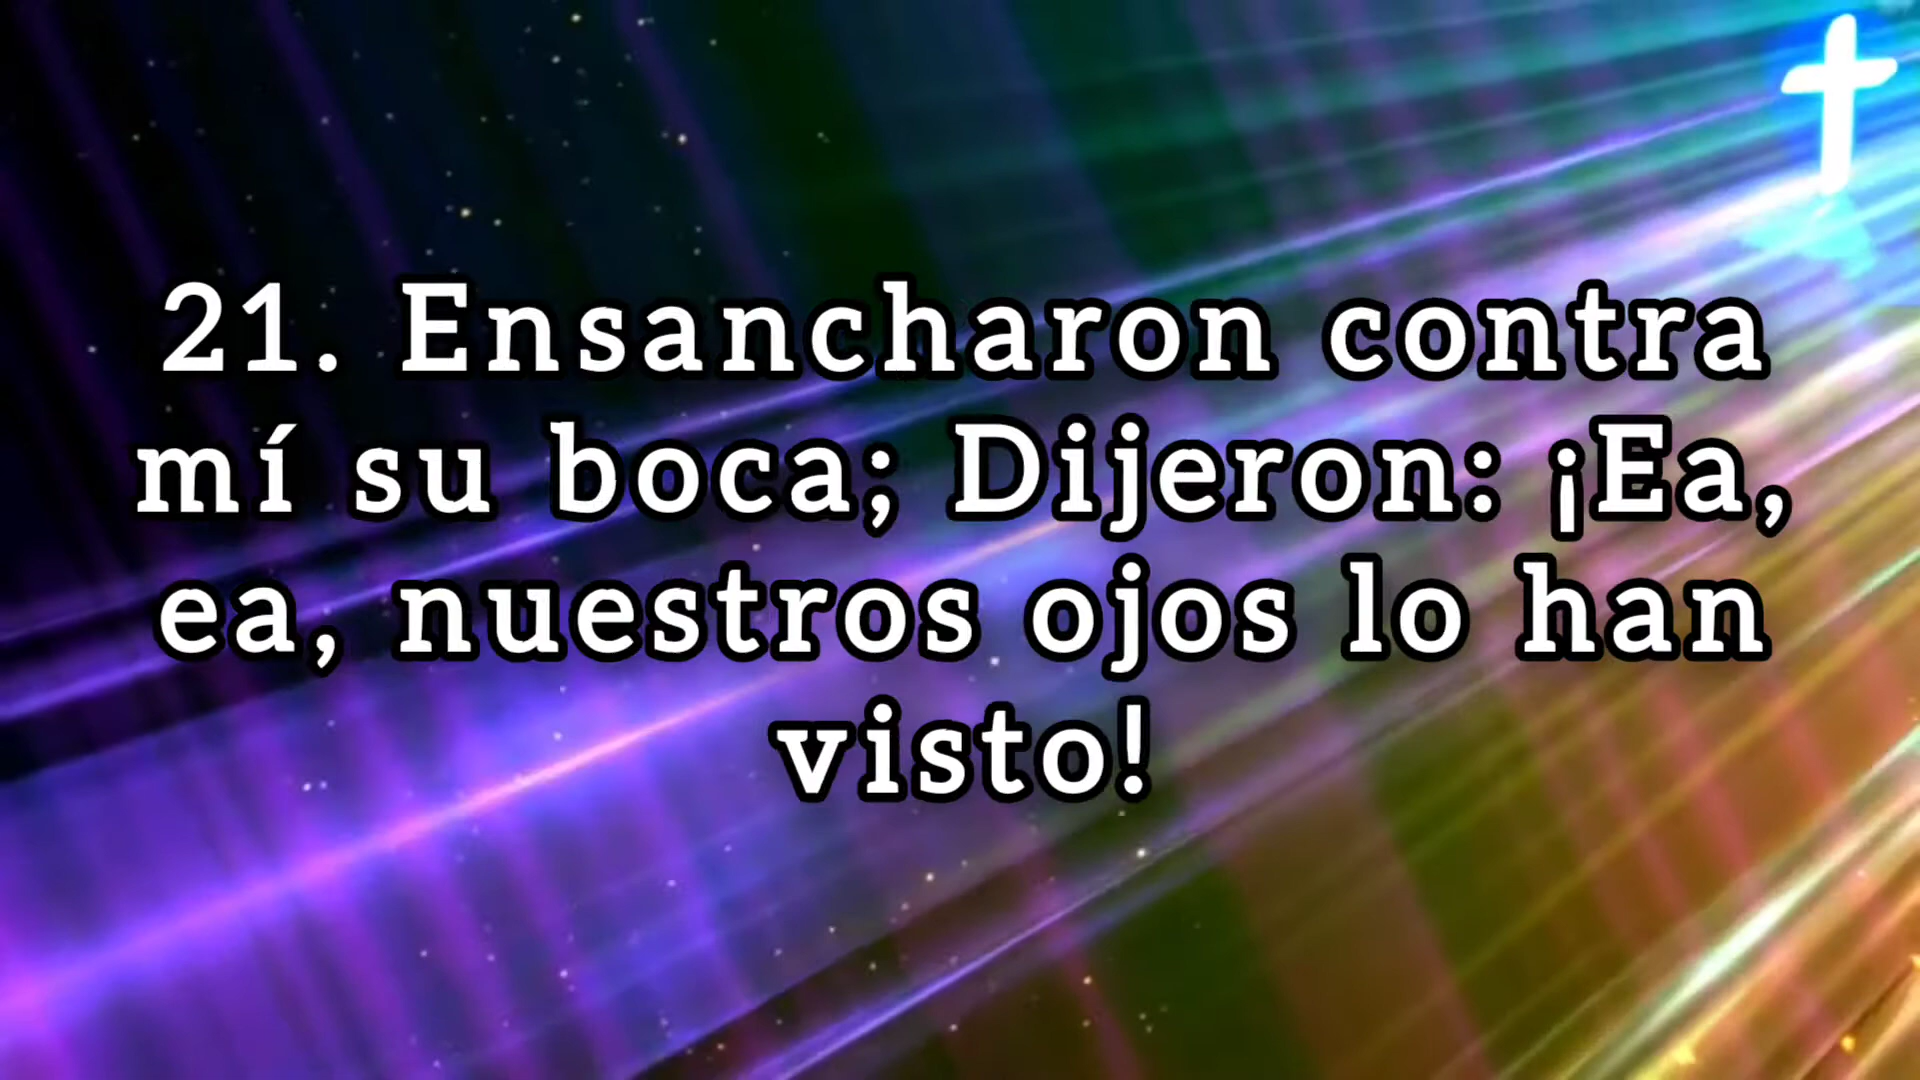 21. Ensancharon contra
mí su boca; Dijeron: ¡Ea,
ea, nuestros ojos lo han
visto!